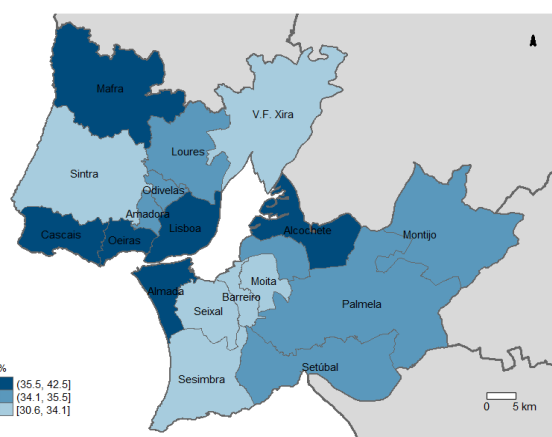 Mafra
V.F. Xira
Loures
Sintra
Odivelas
Amadora
Cascais
Oeiras
Lisboa
Alcochete
Montijo
Almada
Moita
Barreiro
Seixal
Palmela
Setúbal
Sesimbra
%
(35.5, 42.5]
(34.1, 35.5]
[30.6, 34.1]
0 5 km